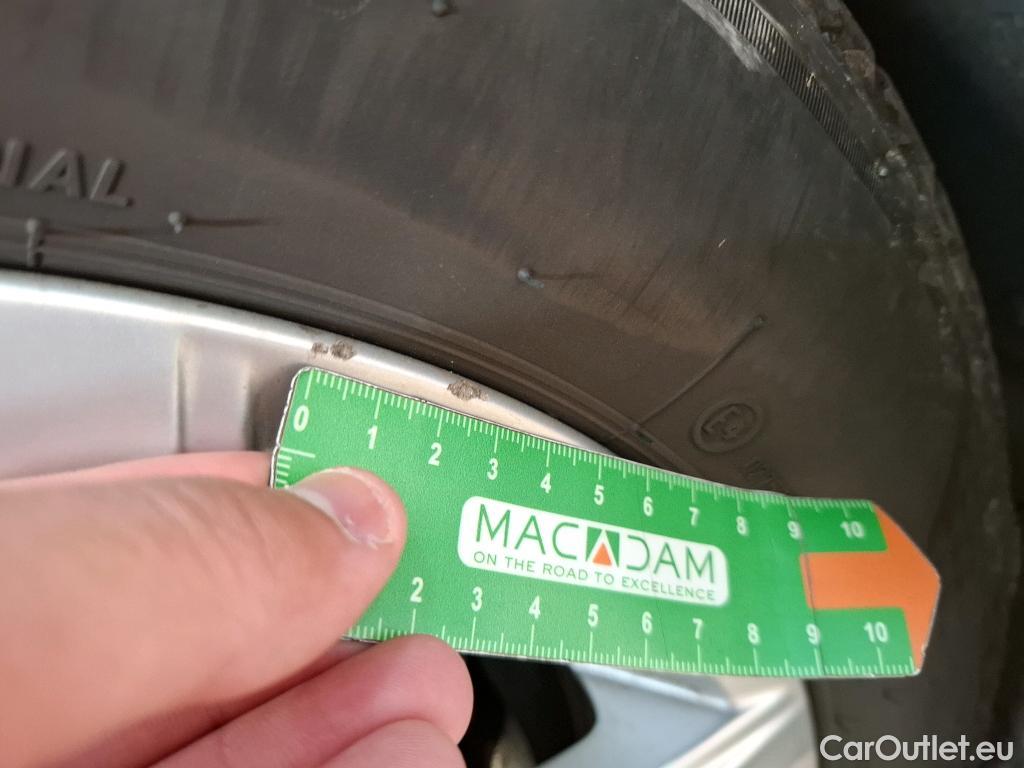 DIAL
0 1 2 3 4 5 6 7 8 9 10
MACADAM
ON THE ROAD TO EXCELLENCE
2 3 4 5 6 7 8 9 10
CarOutlet.eu